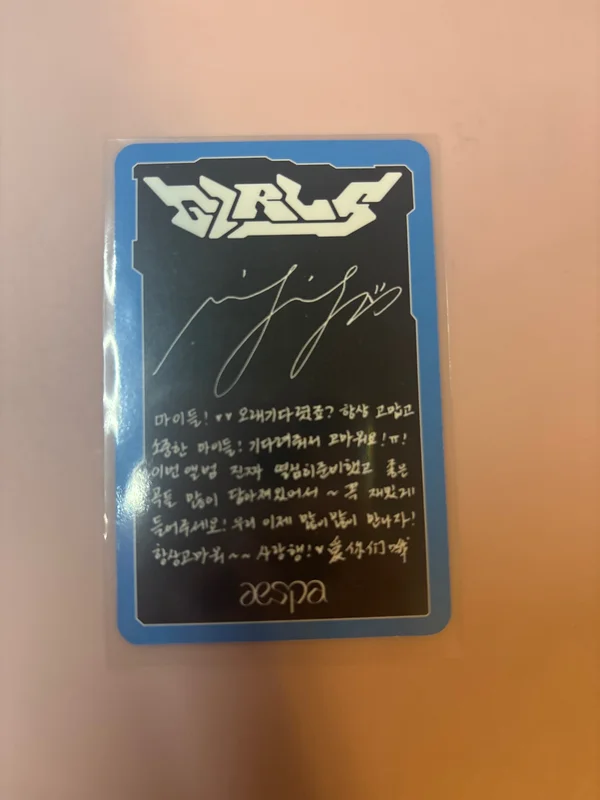 GIRLS
마이들! ♥♥ 오래기다렸죠? 항상 고맙고
소중한 마이들! 기다려줘서 고마워요!ㅠ!
이번 앨범 진짜 열심히준비했고 좋은
곡들 많이 담아져있어서 ~ 꼭 재밌게
들어주세요! 우리 이제 많이많이 만나자!
항상고마워 ~~ 사랑행!♥ 爱你们哦
aespa